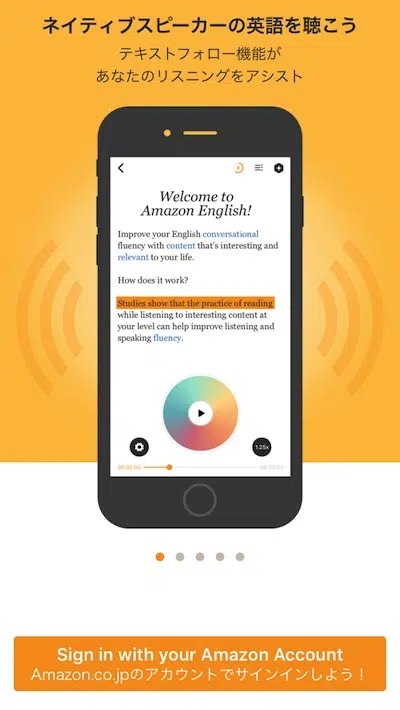 ネイティブスピーカーの英語を聴こう
テキストフォロー機能が
あなたのリスニングをアシスト
Welcome to
Amazon English!
Improve your English conversational
fluency with content that's interesting and
relevant to your life.
How does it work?
Studies show that the practice of reading
while listening to interesting content at
your level can help improve listening and
speaking fluency.
1.25x
Sign in with your Amazon Account
Amazon.co.jpのアカウントでサインインしよう！